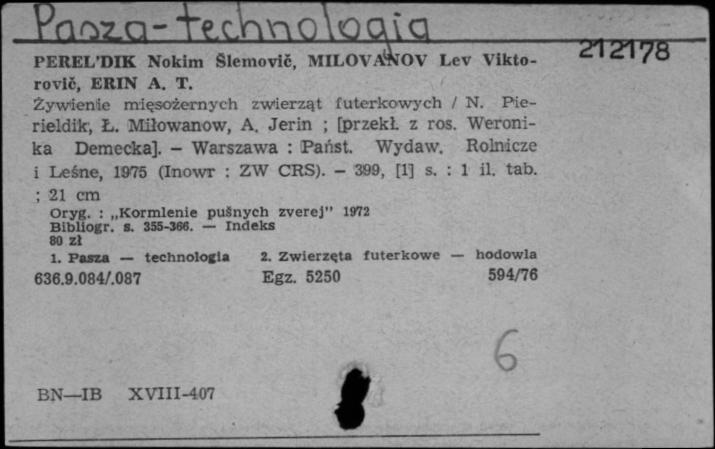 Pasza-technologia
212178
PEREL'DIK Nokim Šlemovič, MILOVANOV Lev Vikto-
rovič, ERIN A. T.
Żywienie mięsożernych zwierząt futerkowych / N. Pie-
rieldik, Ł. Miłowanow, A. Jerin ; [przekł. z ros. Weroni-
ka Demecka]. – Warszawa : Państ. Wydaw. Rolnicze
i Leśne, 1975 (Inowr : ZW CRS). – 399, [1] s. : 1 il. tab.
; 21 cm
Oryg. : „Kormlenie pušnych zverej" 1972
Bibliogr. s. 355-366. — Indeks
80 zł
1. Pasza — technologia 2. Zwierzęta futerkowe — hodowla
636.9.084/.087 Egz. 5250 594/76
6
BN—IB XVIII-407